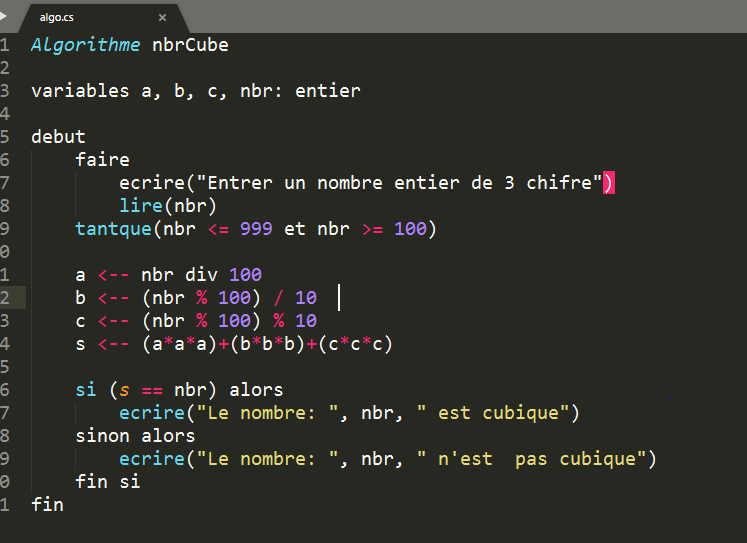 algo.cs ×
1 Algorithme nbrCube
2
3 variables a, b, c, nbr: entier
4
5 debut
6 faire
7 ecrire("Entrer un nombre entier de 3 chifre")
8 lire(nbr)
9 tantque(nbr <= 999 et nbr >= 100)
0
1 a <-- nbr div 100
2 b <-- (nbr % 100) / 10
3 c <-- (nbr % 100) % 10
4 s <-- (a*a*a)+(b*b*b)+(c*c*c)
5
6 si (s == nbr) alors
7 ecrire("Le nombre: ", nbr, " est cubique")
8 sinon alors
9 ecrire("Le nombre: ", nbr, " n'est  pas cubique")
0 fin si
1 fin